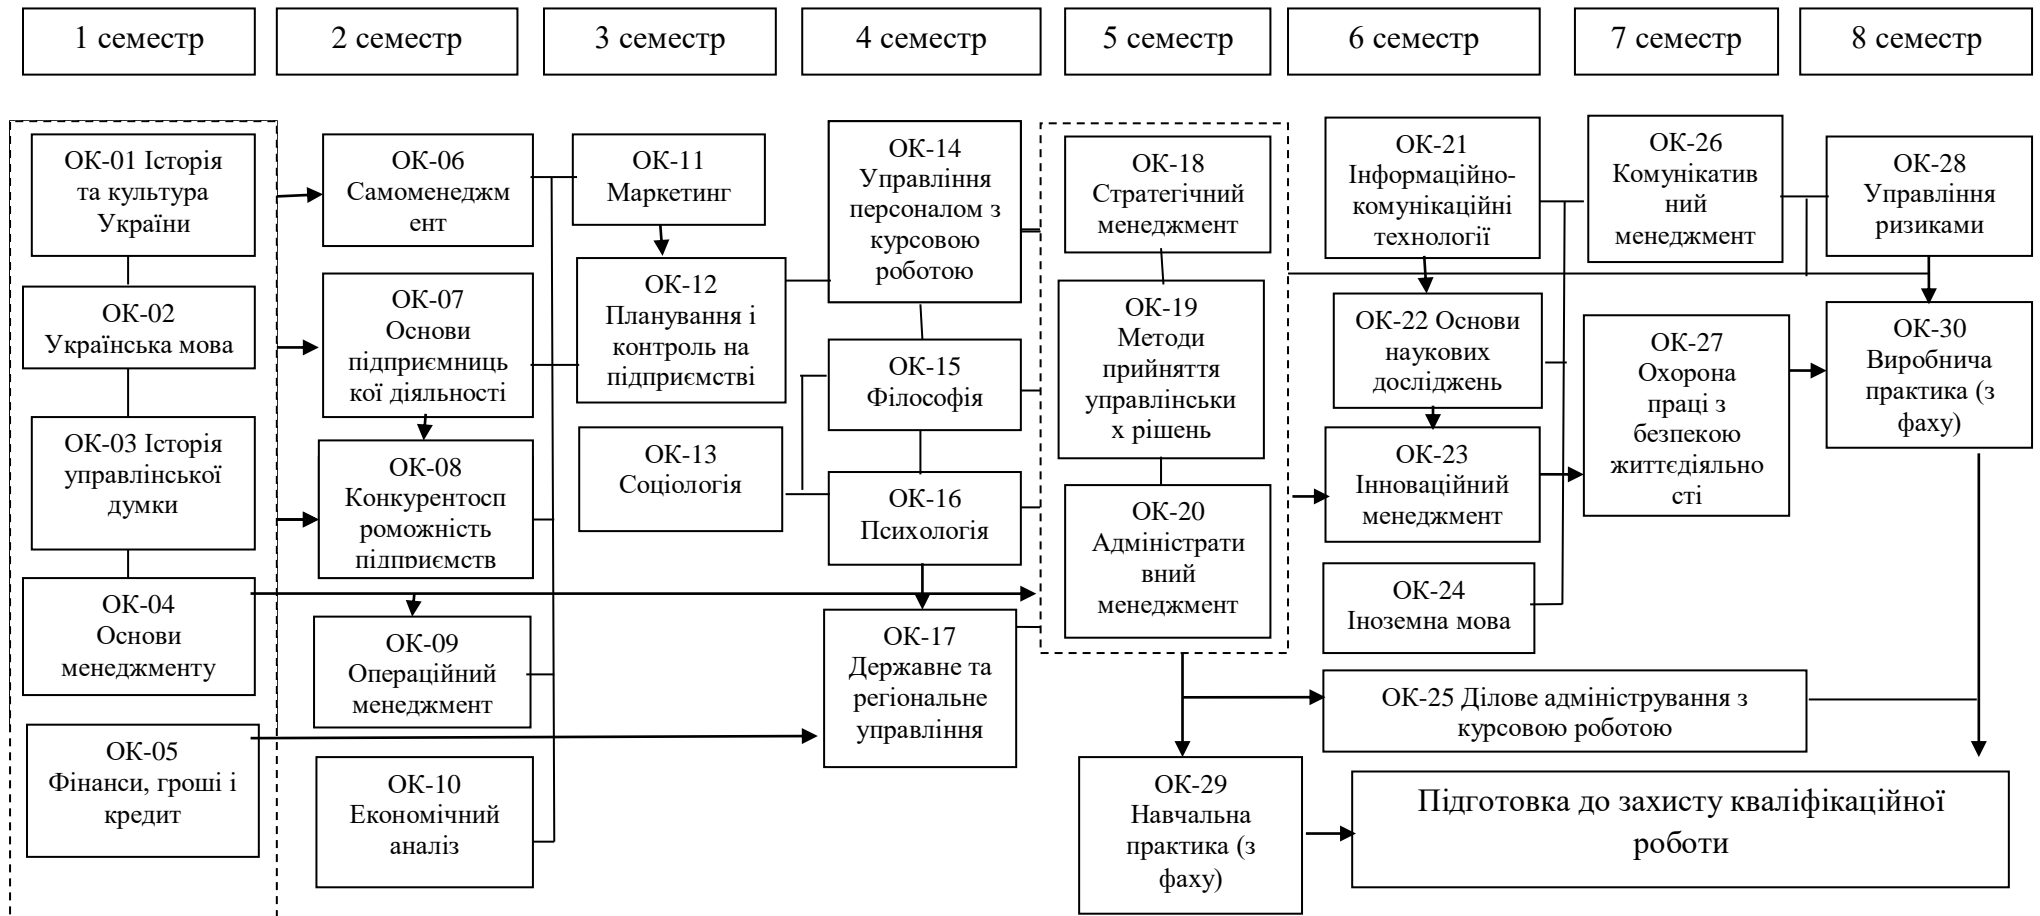 1 семестр
2 семестр
3 семестр
4 семестр
5 семестр
6 семестр
7 семестр
8 семестр
ОК-01 Історія
та культура
України
ОК-02
Українська мова
ОК-03 Історія
управлінської
думки
ОК-04
Основи
менеджменту
ОК-05
Фінанси, гроші і
кредит
ОК-06
Самоменеджм
ент
ОК-07
Основи
підприємниць
кої діяльності
ОК-08
Конкурентосп
роможність
підприємств
ОК-09
Операційний
менеджмент
ОК-10
Економічний
аналіз
ОК-11
Маркетинг
ОК-12
Планування і
контроль на
підприємстві
ОК-13
Соціологія
ОК-14
Управління
персоналом з
курсовою
роботою
ОК-15
Філософія
ОК-16
Психологія
ОК-17
Державне та
регіональне
управління
ОК-18
Стратегічний
менеджмент
ОК-19
Методи
прийняття
управлінськи
х рішень
ОК-20
Адміністрати
вний
менеджмент
ОК-29
Навчальна
практика (з
фаху)
ОК-21
Інформаційно-
комунікаційні
технології
ОК-22 Основи
наукових
досліджень
ОК-23
Інноваційний
менеджмент
ОК-24
Іноземна мова
ОК-25 Ділове адміністрування з
курсовою роботою
ОК-26
Комунікатив
ний
менеджмент
ОК-27
Охорона
праці з
безпекою
життєдіяльно
сті
ОК-28
Управління
ризиками
ОК-30
Виробнича
практика (з
фаху)
Підготовка до захисту кваліфікаційної
роботи